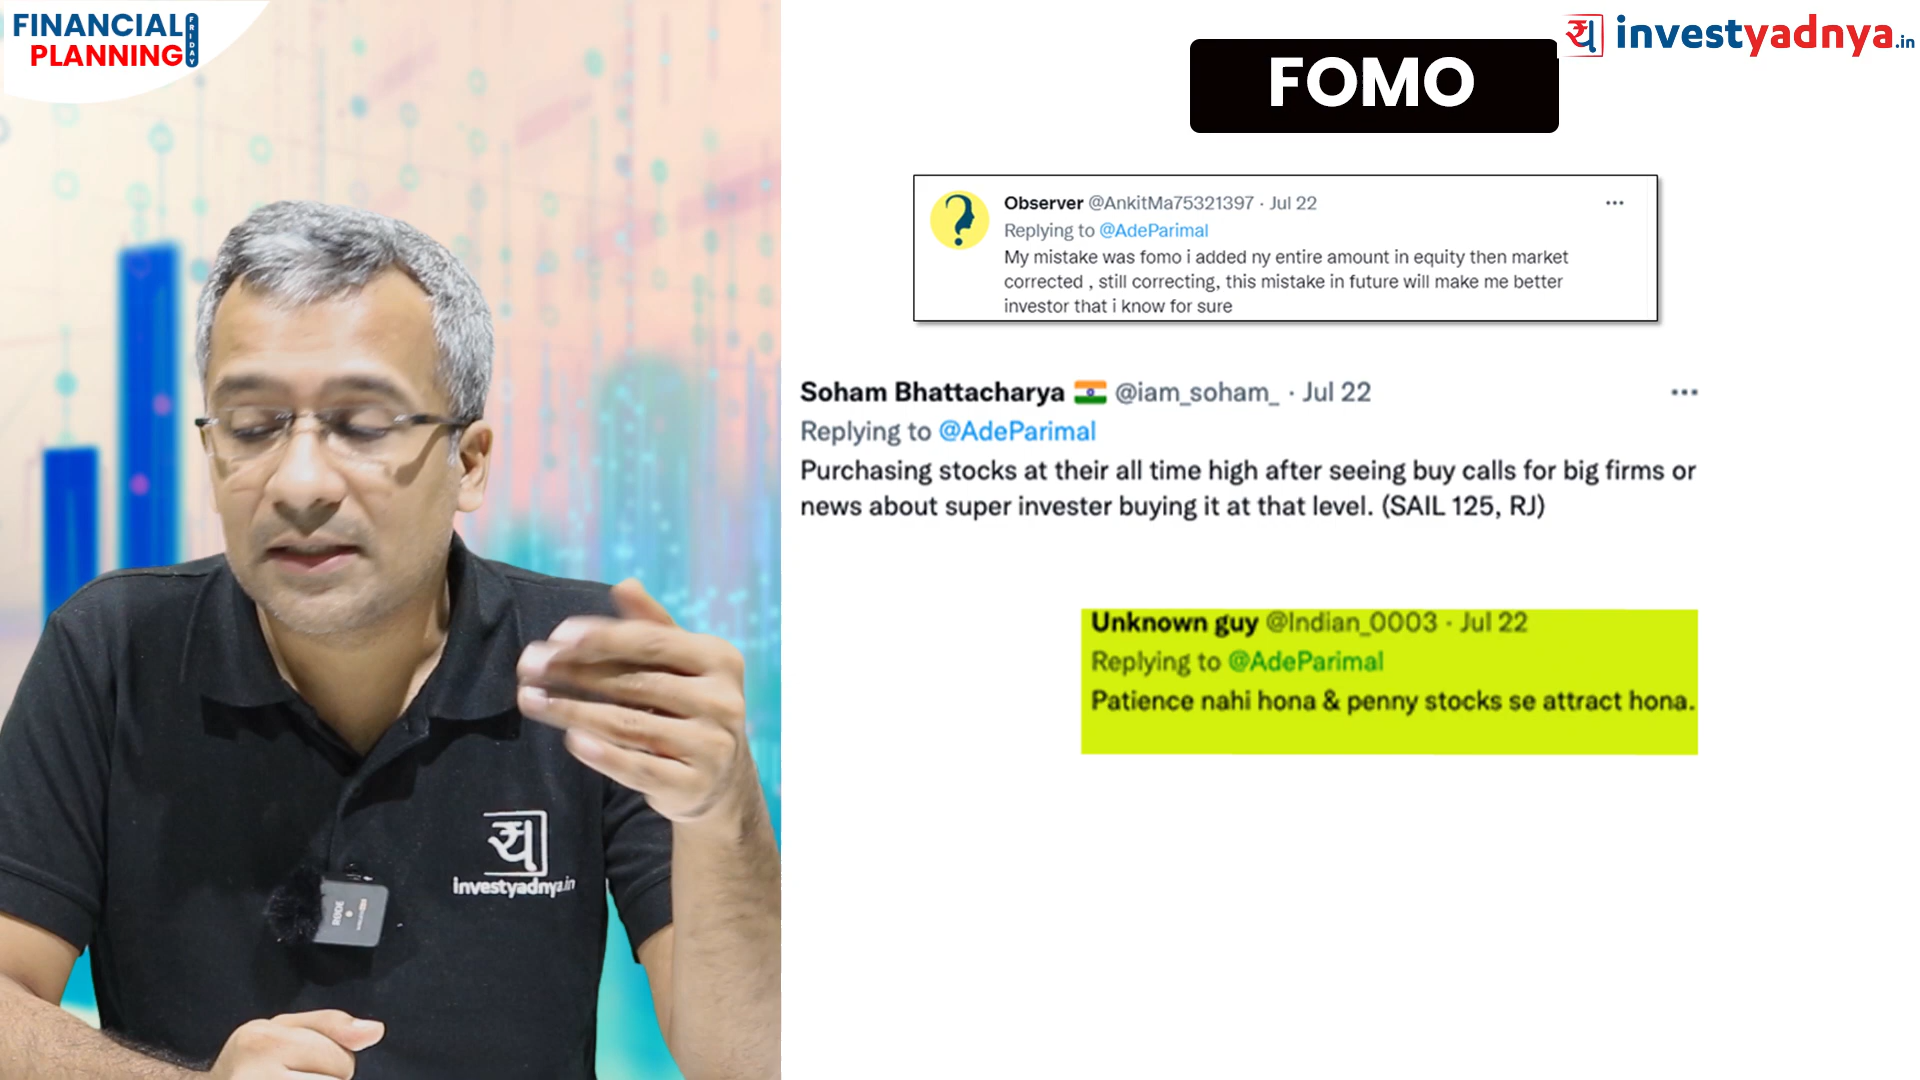 FINANCIAL
PLANNING
FRIDAY
investyadnya.in
FOMO
Observer @AnkitMa75321397 · Jul 22
Replying to @AdeParimal
My mistake was fomo i added ny entire amount in equity then market
corrected , still correcting, this mistake in future will make me better
investor that i know for sure
Soham Bhattacharya @iam_soham_ · Jul 22
Replying to @AdeParimal
Purchasing stocks at their all time high after seeing buy calls for big firms or
news about super invester buying it at that level. (SAIL 125, RJ)
Unknown guy @Indian_0003 · Jul 22
Replying to @AdeParimal
Patience nahi hona & penny stocks se attract hona.
investyadnya.in
RØDE